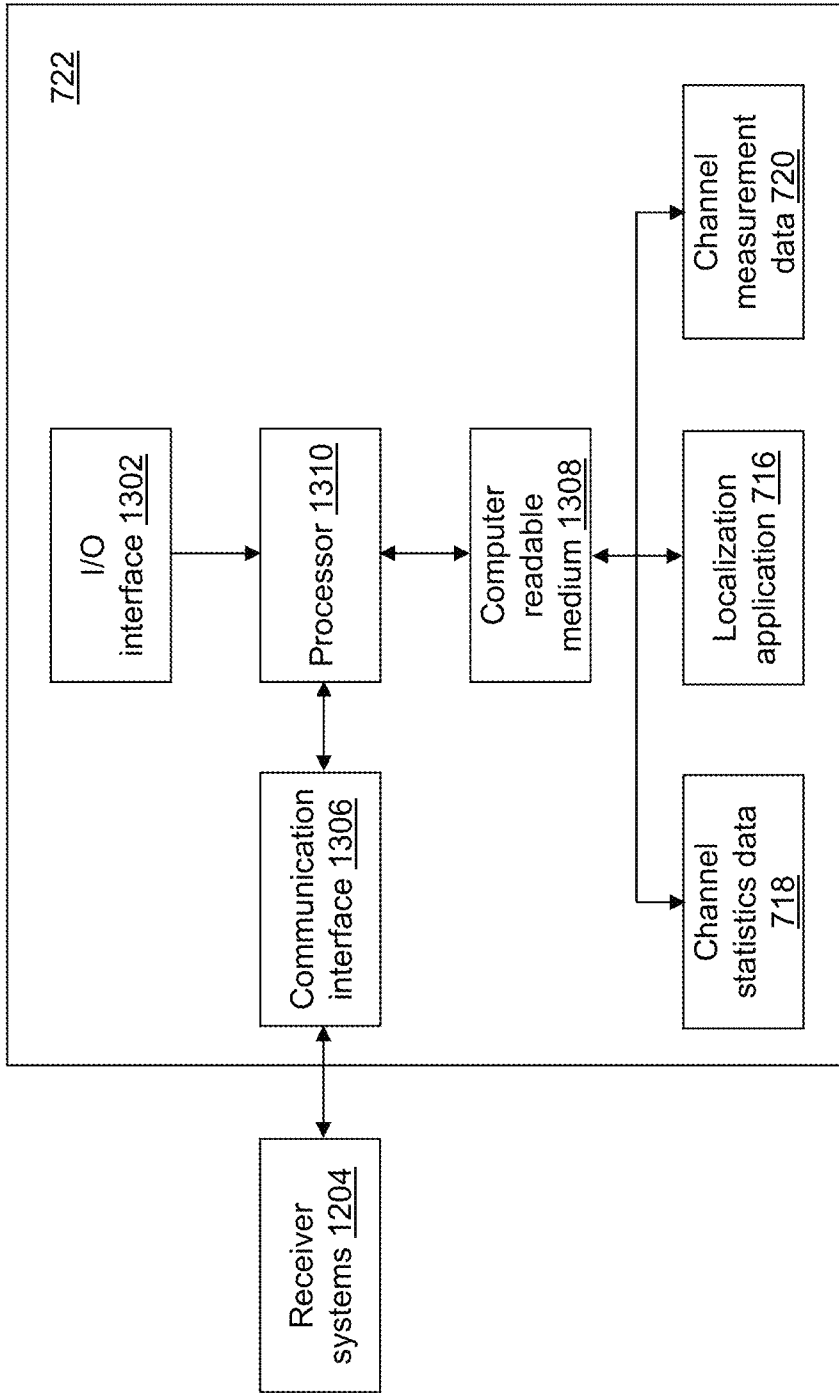 722
I/O
interface 1302
Receiver
systems 1204
Communication
interface 1306
Processor 1310
Computer
readable
medium 1308
Channel
statistics data
718
Localization
application 716
Channel
measurement
data 720